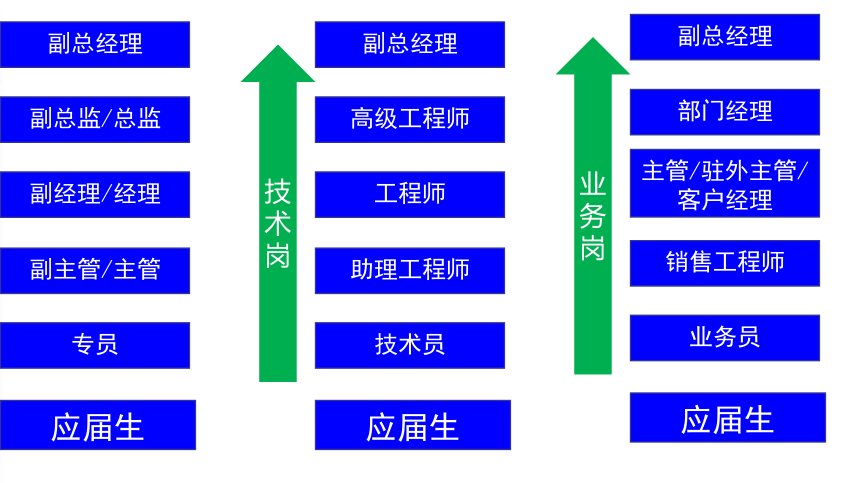 副总经理
副总监/总监
副经理/经理
副主管/主管
专员
应届生
技术岗
副总经理
高级工程师
工程师
助理工程师
技术员
应届生
业务岗
副总经理
部门经理
主管/驻外主管/
客户经理
销售工程师
业务员
应届生